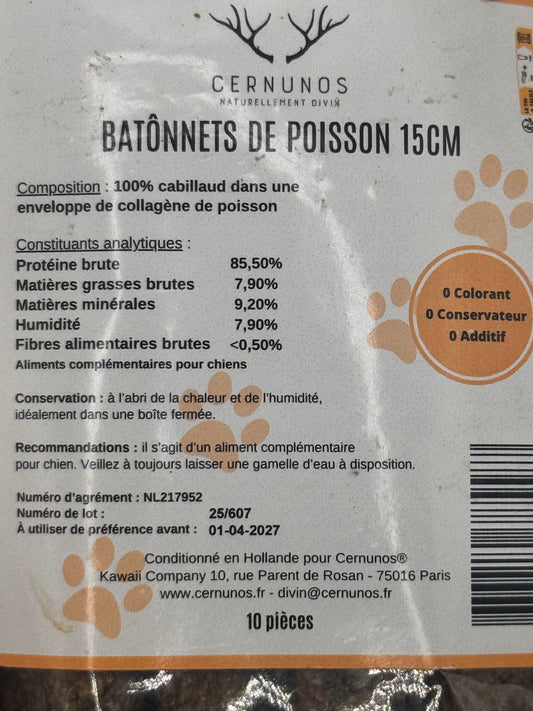 CERNUNOS
NATURELLEMENT DIVIN
BATÔNNETS DE POISSON 15CM
Composition : 100% cabillaud dans une
enveloppe de collagène de poisson
Constituants analytiques :
Protéine brute 85,50%
Matières grasses brutes 7,90%
Matières minérales 9,20%
Humidité 7,90%
Fibres alimentaires brutes <0,50%
Aliments complémentaires pour chiens
0 Colorant
0 Conservateur
0 Additif
Conservation : à l'abri de la chaleur et de l'humidité,
idéalement dans une boîte fermée.
Recommandations : il s'agit d'un aliment complémentaire
pour chien. Veillez à toujours laisser une gamelle d'eau à disposition.
Numéro d'agrément : NL217952
Numéro de lot : 25/607
À utiliser de préférence avant : 01-04-2027
Conditionné en Hollande pour Cernunos®
Kawaii Company 10, rue Parent de Rosan - 75016 Paris
www.cernunos.fr - divin@cernunos.fr
10 pièces